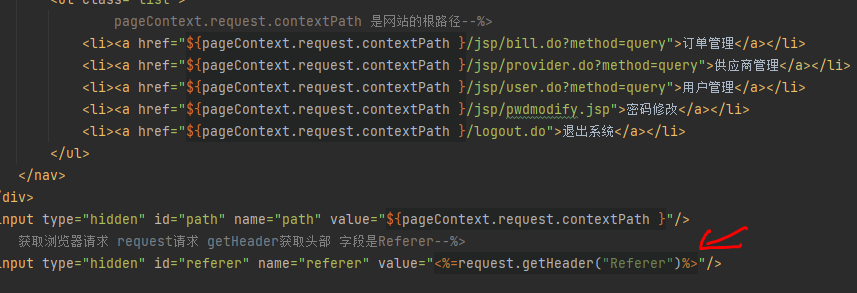 pageContext.request.contextPath 是网站的根路径--%>
<li><a href="${pageContext.request.contextPath }/jsp/bill.do?method=query">订单管理</a></li>
<li><a href="${pageContext.request.contextPath }/jsp/provider.do?method=query">供应商管理</a></li>
<li><a href="${pageContext.request.contextPath }/jsp/user.do?method=query">用户管理</a></li>
<li><a href="${pageContext.request.contextPath }/jsp/pwdmodify.jsp">密码修改</a></li>
<li><a href="${pageContext.request.contextPath }/logout.do">退出系统</a></li>
</ul>
</nav>
/div>
input type="hidden" id="path" name="path" value="${pageContext.request.contextPath }"/>
获取浏览器请求 request请求 getHeader获取头部 字段是Referer--%>
input type="hidden" id="referer" name="referer" value="<%=request.getHeader("Referer")%>"/>